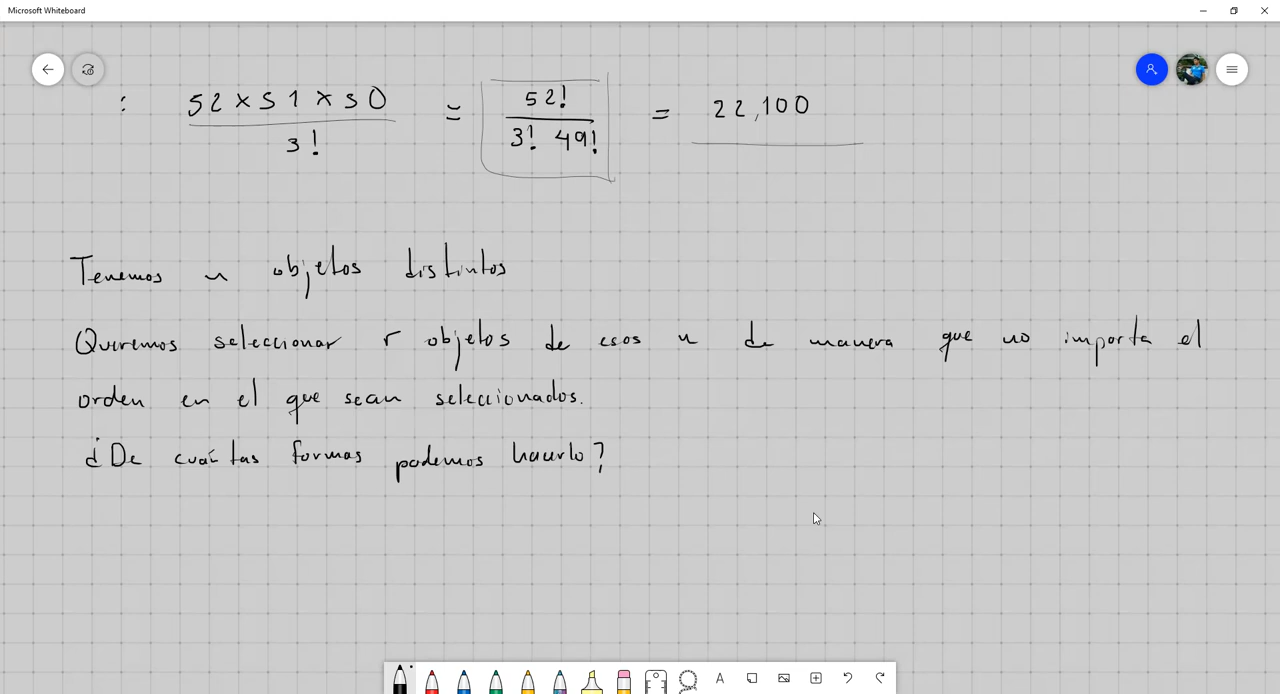 Microsoft Whiteboard
: 52 x 51 x 50 / 3! = 52! / 3! 49! = 22,100
Tenemos n objetos distintos
Queremos seleccionar r objetos de esos n de manera que no importa el
orden en el que sean seleccionados.
¿De cuántas formas podemos hacerlo?